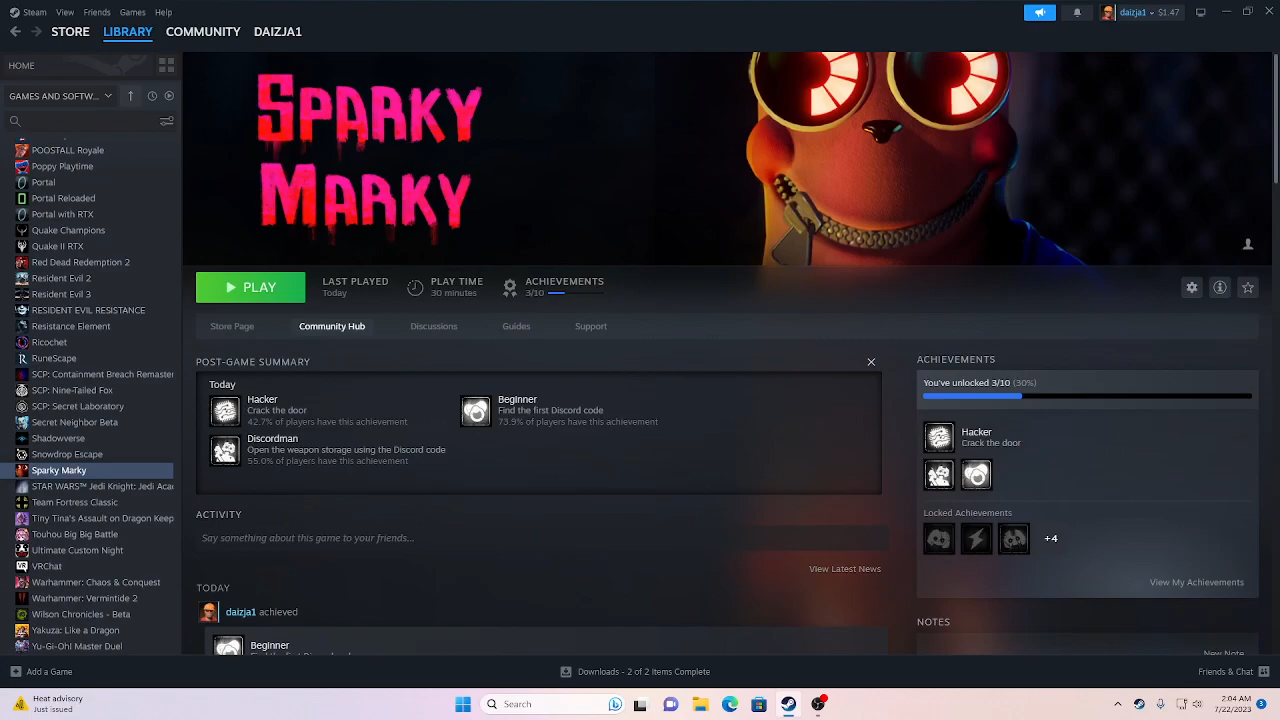 Steam View Friends Games Help
daizja1 $1.47
STORE LIBRARY COMMUNITY DAIZJA1
HOME
GAMES AND SOFTW...
POOSTALL Royale
Poppy Playtime
Portal
Portal Reloaded
Portal with RTX
Quake Champions
Quake II RTX
Red Dead Redemption 2
Resident Evil 2
Resident Evil 3
RESIDENT EVIL RESISTANCE
Resistance Element
Ricochet
RuneScape
SCP: Containment Breach Remaster
SCP: Nine-Tailed Fox
SCP: Secret Laboratory
Secret Neighbor Beta
Shadowverse
Snowdrop Escape
Sparky Marky
STAR WARS™ Jedi Knight: Jedi Aca
Team Fortress Classic
Tiny Tina's Assault on Dragon Keep
Touhou Big Big Battle
Ultimate Custom Night
VRChat
Warhammer: Chaos & Conquest
Warhammer: Vermintide 2
Wilson Chronicles - Beta
Yakuza: Like a Dragon
Yu-Gi-Oh! Master Duel
SPARKY
MARKY
PLAY
LAST PLAYED
Today
PLAY TIME
30 minutes
ACHIEVEMENTS
3/10
Store Page Community Hub Discussions Guides Support
POST-GAME SUMMARY
Today
Hacker
Crack the door
42.7% of players have this achievement
Beginner
Find the first Discord code
73.9% of players have this achievement
Discordman
Open the weapon storage using the Discord code
55.0% of players have this achievement
ACTIVITY
Say something about this game to your friends...
View Latest News
TODAY
daizja1 achieved
Beginner
ACHIEVEMENTS
You've unlocked 3/10 (30%)
Hacker
Crack the door
Locked Achievements
+4
View My Achievements
NOTES
New Note
Add a Game
Downloads - 2 of 2 Items Complete
Friends & Chat
Heat advisory
Just issued
Search
2:04 AM
7/22/2023
3